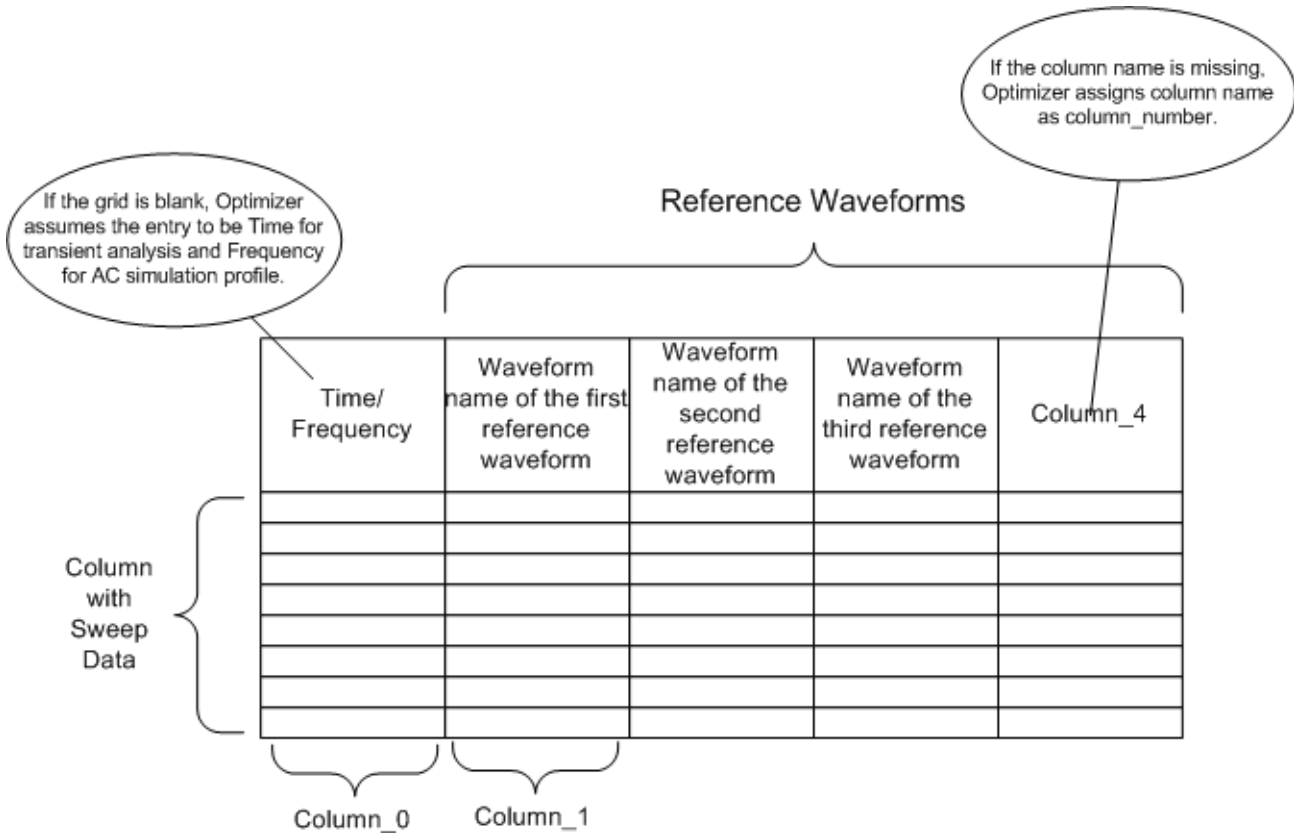 If the column name is missing,
Optimizer assigns column name
as column_number.
If the grid is blank, Optimizer
assumes the entry to be Time for
transient analysis and Frequency
for AC simulation profile.
Reference Waveforms
Time/
Frequency
Waveform
name of the first
reference
waveform
Waveform
name of the
second
reference
waveform
Waveform
name of the
third reference
waveform
Column_4
Column
with
Sweep
Data
Column_0
Column_1